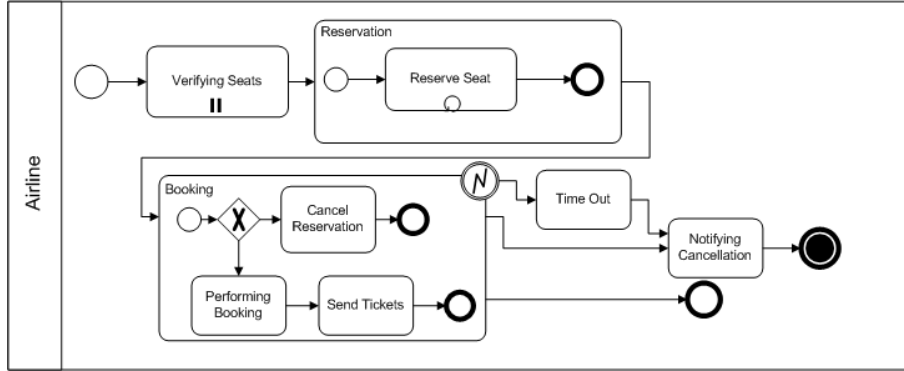 Airline
Reservation
Verifying Seats
Reserve Seat
Booking
Cancel
Reservation
Time Out
Notifying
Cancellation
Performing
Booking
Send Tickets